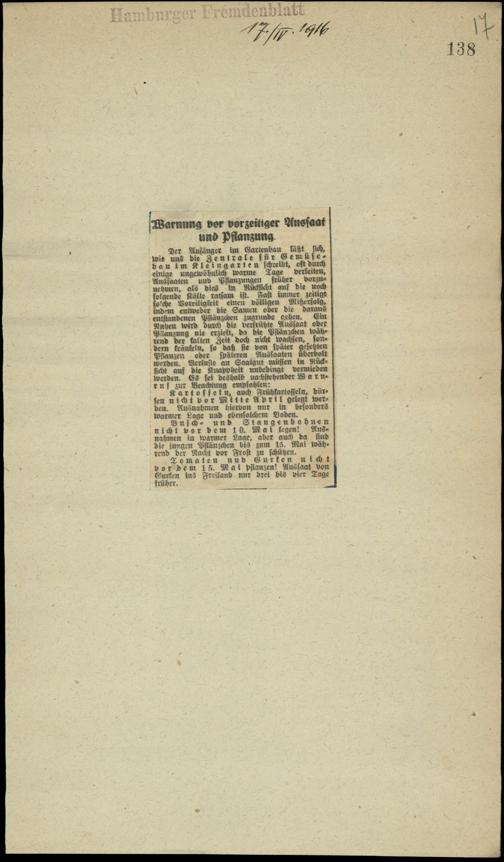 Hamburger Fremdenblatt
17./IV. 1916
17
138
Warnung vor vorzeitiger Aussaat
und Pflanzung
Der Anfänger im Gartenbau läßt sich,
wie uns die Zentrale für Gemüse-
bau im Kleingarten schreibt, oft durch
einige ungewöhnlich warme Tage verleiten,
Aussaaten und Pflanzungen früher vorzu-
nehmen, als dies in Rücksicht auf die noch
folgende Kälte ratsam ist. Fast immer zeitigt
solche Voreiligkeit einen völligen Mißerfolg,
indem entweder die Samen oder die daraus
entstandenen Pflänzchen zugrunde gehen. Ein
Nutzen wird durch die verfrühte Aussaat oder
Pflanzung nie erzielt, da die Pflänzchen wäh-
rend der kalten Zeit doch nicht wachsen, son-
dern kränkeln, so daß sie von später gesetzten
Pflanzen oder späteren Aussaaten überholt
werden. Verluste an Saatgut müssen in Rück-
sicht auf die Knappheit unbedingt vermieden
werden. Es sei deshalb nachstehender Warn-
ruf zur Beachtung empfohlen:
Kartoffeln, auch Frühkartoffeln, dür-
fen nicht vor Mitte April gelegt wer-
den. Ausnahmen hiervon nur in besonders
warmer Lage und ebensolchem Boden.
Busch- und Stangenbohnen
nicht vor dem 10. Mai legen! Aus-
nahmen in warmer Lage, aber auch da sind
die jungen Pflänzchen bis zum 15. Mai wäh-
rend der Nacht vor Frost zu schützen.
Tomaten und Gurken nicht
vor dem 15. Mai pflanzen! Aussaat von
Gurken ins Freiland nur drei bis vier Tage
früher.